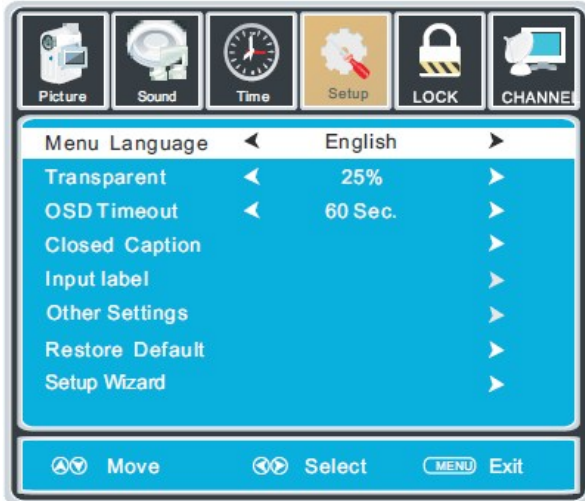 Picture Sound Time Setup LOCK CHANNEL
Menu Language English
Transparent 25%
OSD Timeout 60 Sec.
Closed Caption
Input label
Other Settings
Restore Default
Setup Wizard
Move Select MENU Exit